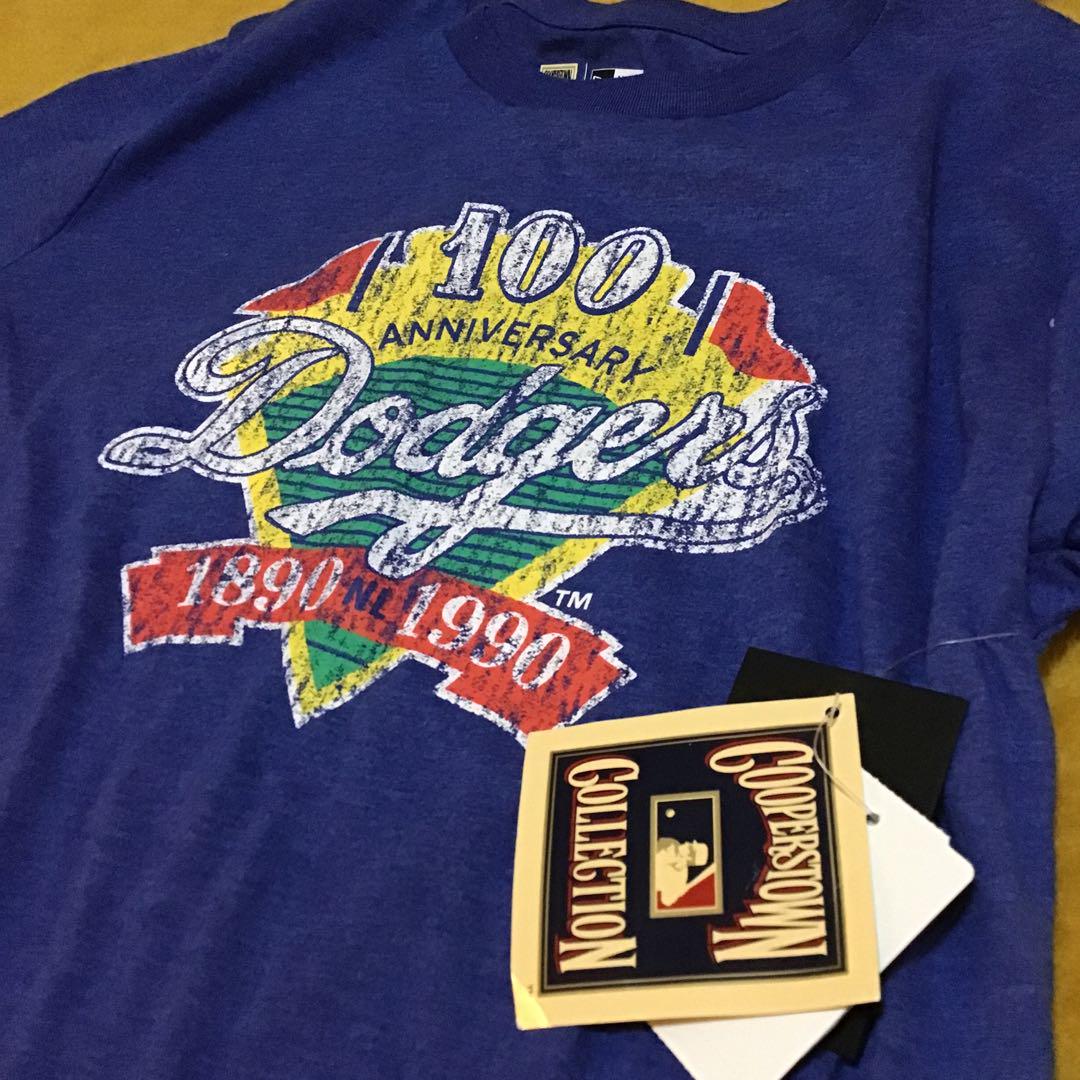 100
ANNIVERSARY
Dodgers
1890 NL 1990
TM
COOPERSTOWN
COLLECTION